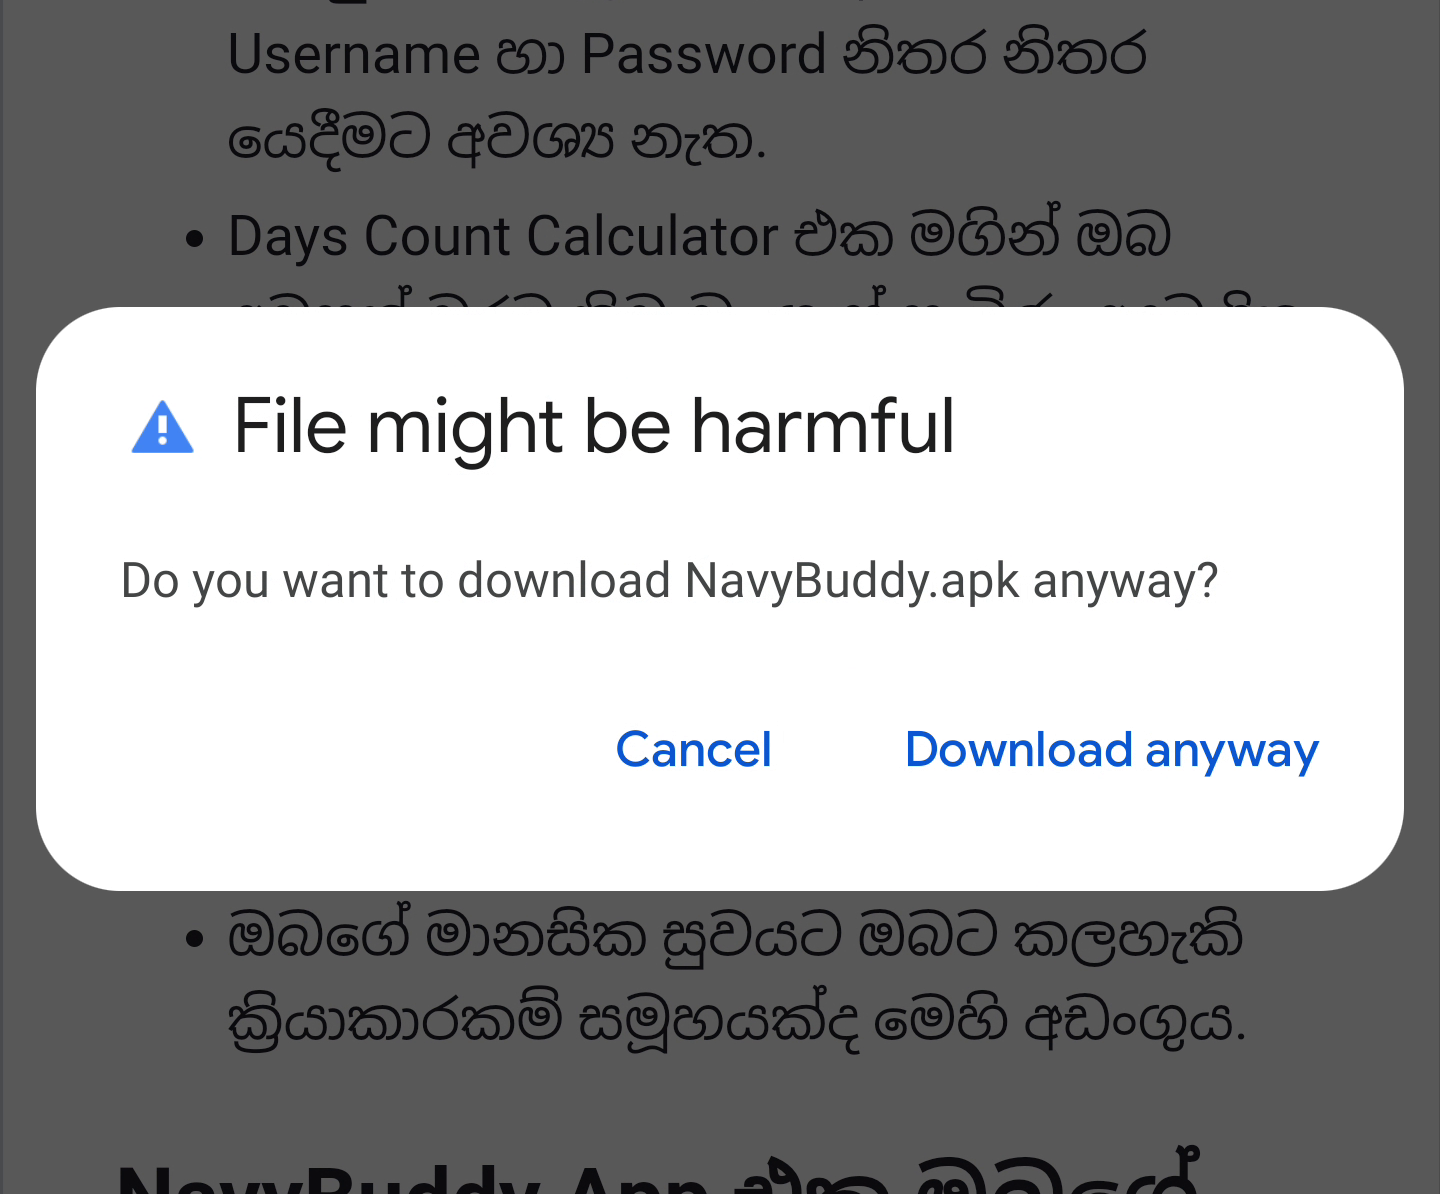 Username හා Password නිතර නිතර
යෙදීමට අවශ්‍ය නැත.
• Days Count Calculator එක මගින් ඔබ
File might be harmful
Do you want to download NavyBuddy.apk anyway?
Cancel
Download anyway
• ඔබගේ මානසික සුවයට ඔබට කලහැකි
ක්‍රියාකාරකම් සමූහයක්ද මෙහි අඩංගුය.
NavyBuddy App එක ඔබගේ